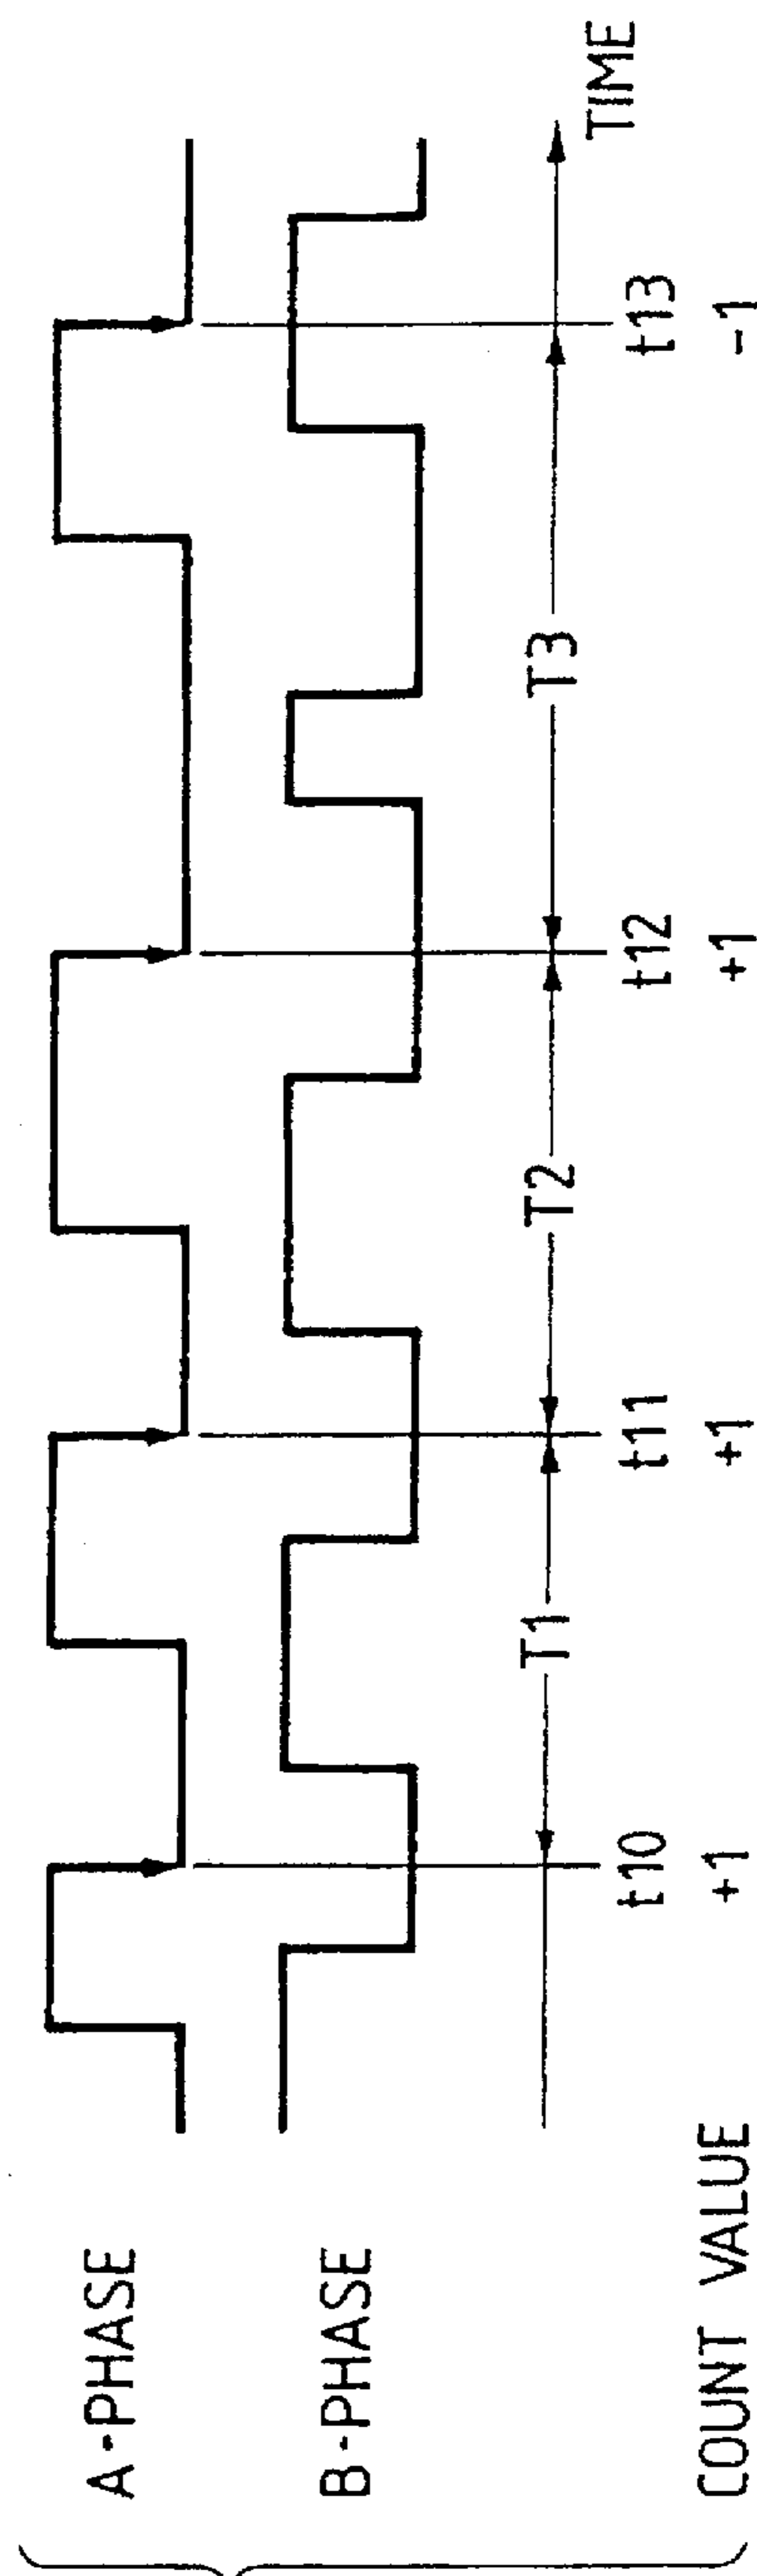 A-PHASE
B-PHASE
T1 T2 T3 TIME
t10 t11 t12 t13
COUNT VALUE +1 +1 +1 -1